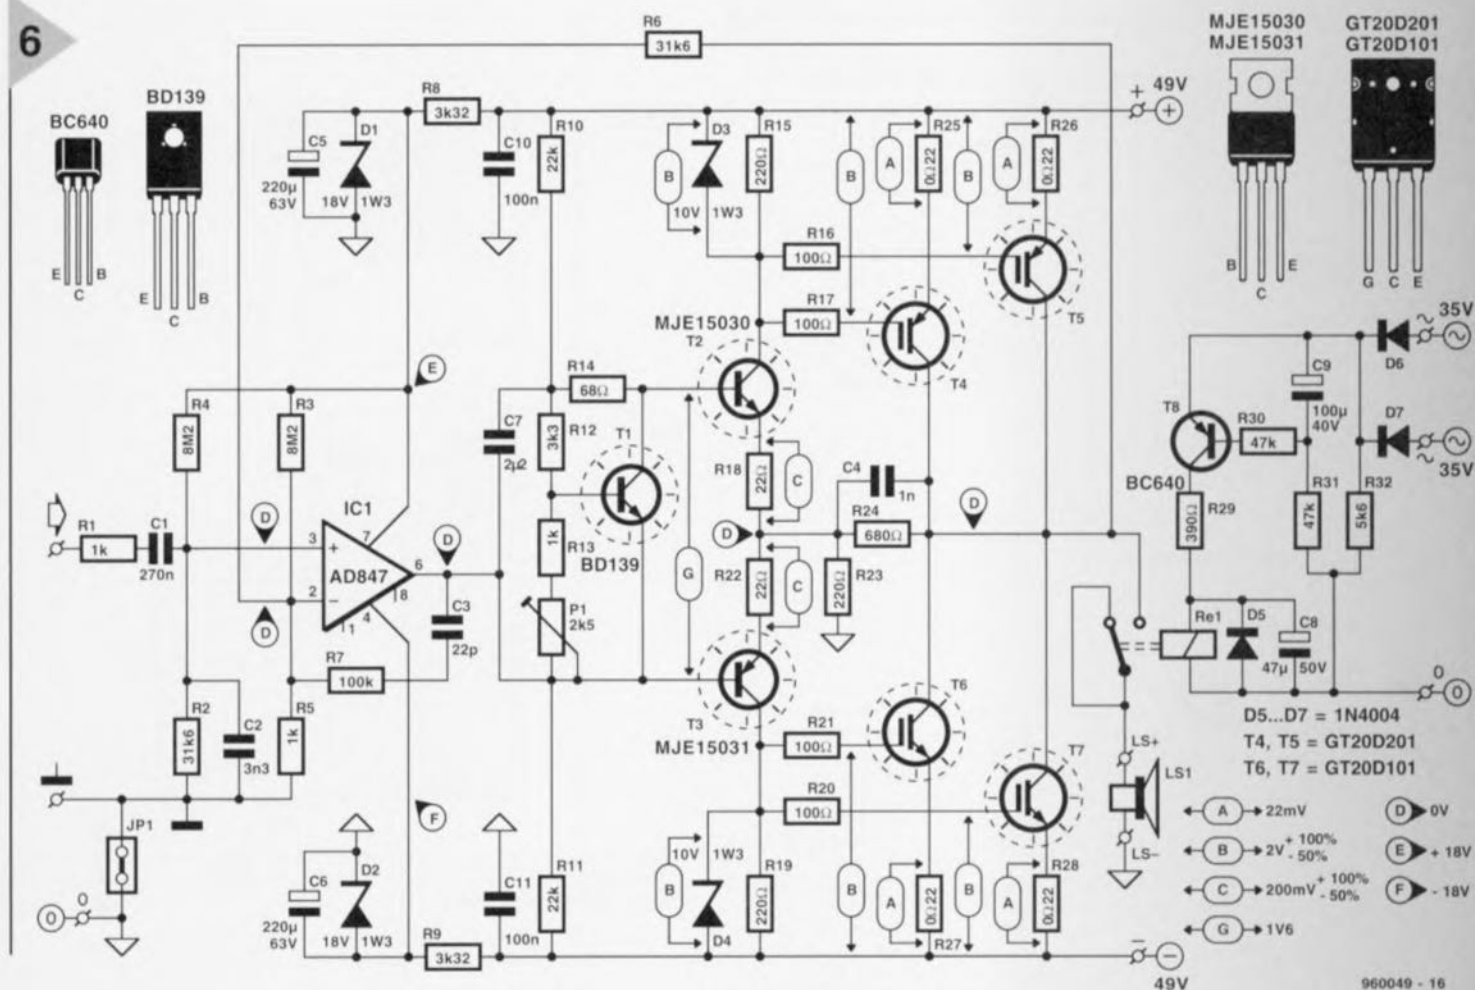 6
R6
31k6
MJE15030
MJE15031
GT20D201
GT20D101
BC640
BD139
E
C
B
E
C
B
B
C
E
G
C
E
+
49V
+
R8
3k32
C5
220µ
63V
D1
18V
1W3
C10
100n
R10
22k
B
D3
10V
1W3
R15
220Ω
B
A
R25
0Ω22
B
A
R26
0Ω22
R16
100Ω
R17
100Ω
T5
T4
MJE15030
T2
35V
~
D6
C9
100µ
40V
D7
~
35V
T8
BC640
R30
47k
R29
390Ω
R31
47k
R32
5k6
E
R4
8M2
R3
8M2
R14
68Ω
C7
2µ2
R12
3k3
T1
R18
22Ω
C
C4
1n
R24
680Ω
D
D
R1
1k
C1
270n
D
IC1
3
+
7
AD847
6
8
2
−
4
1
D
D
C3
22p
R13
1k
BD139
G
R22
22Ω
C
R23
220Ω
P1
2k5
R7
100k
Re1
D5
C8
47µ
50V
0
0
T3
MJE15031
T6
R21
100Ω
T7
R20
100Ω
R2
31k6
C2
3n3
R5
1k
LS+
LS1
LS−
D5...D7 = 1N4004
T4, T5 = GT20D201
T6, T7 = GT20D101
JP1
0
0
F
C6
220µ
63V
D2
18V
1W3
C11
100n
R11
22k
B
10V
1W3
D4
R19
220Ω
B
A
R27
0Ω22
B
A
R28
0Ω22
R9
3k32
A
22mV
D
0V
B
2V + 100% - 50%
E
+ 18V
C
200mV + 100% - 50%
F
- 18V
G
1V6
−
−
49V
960049 - 16